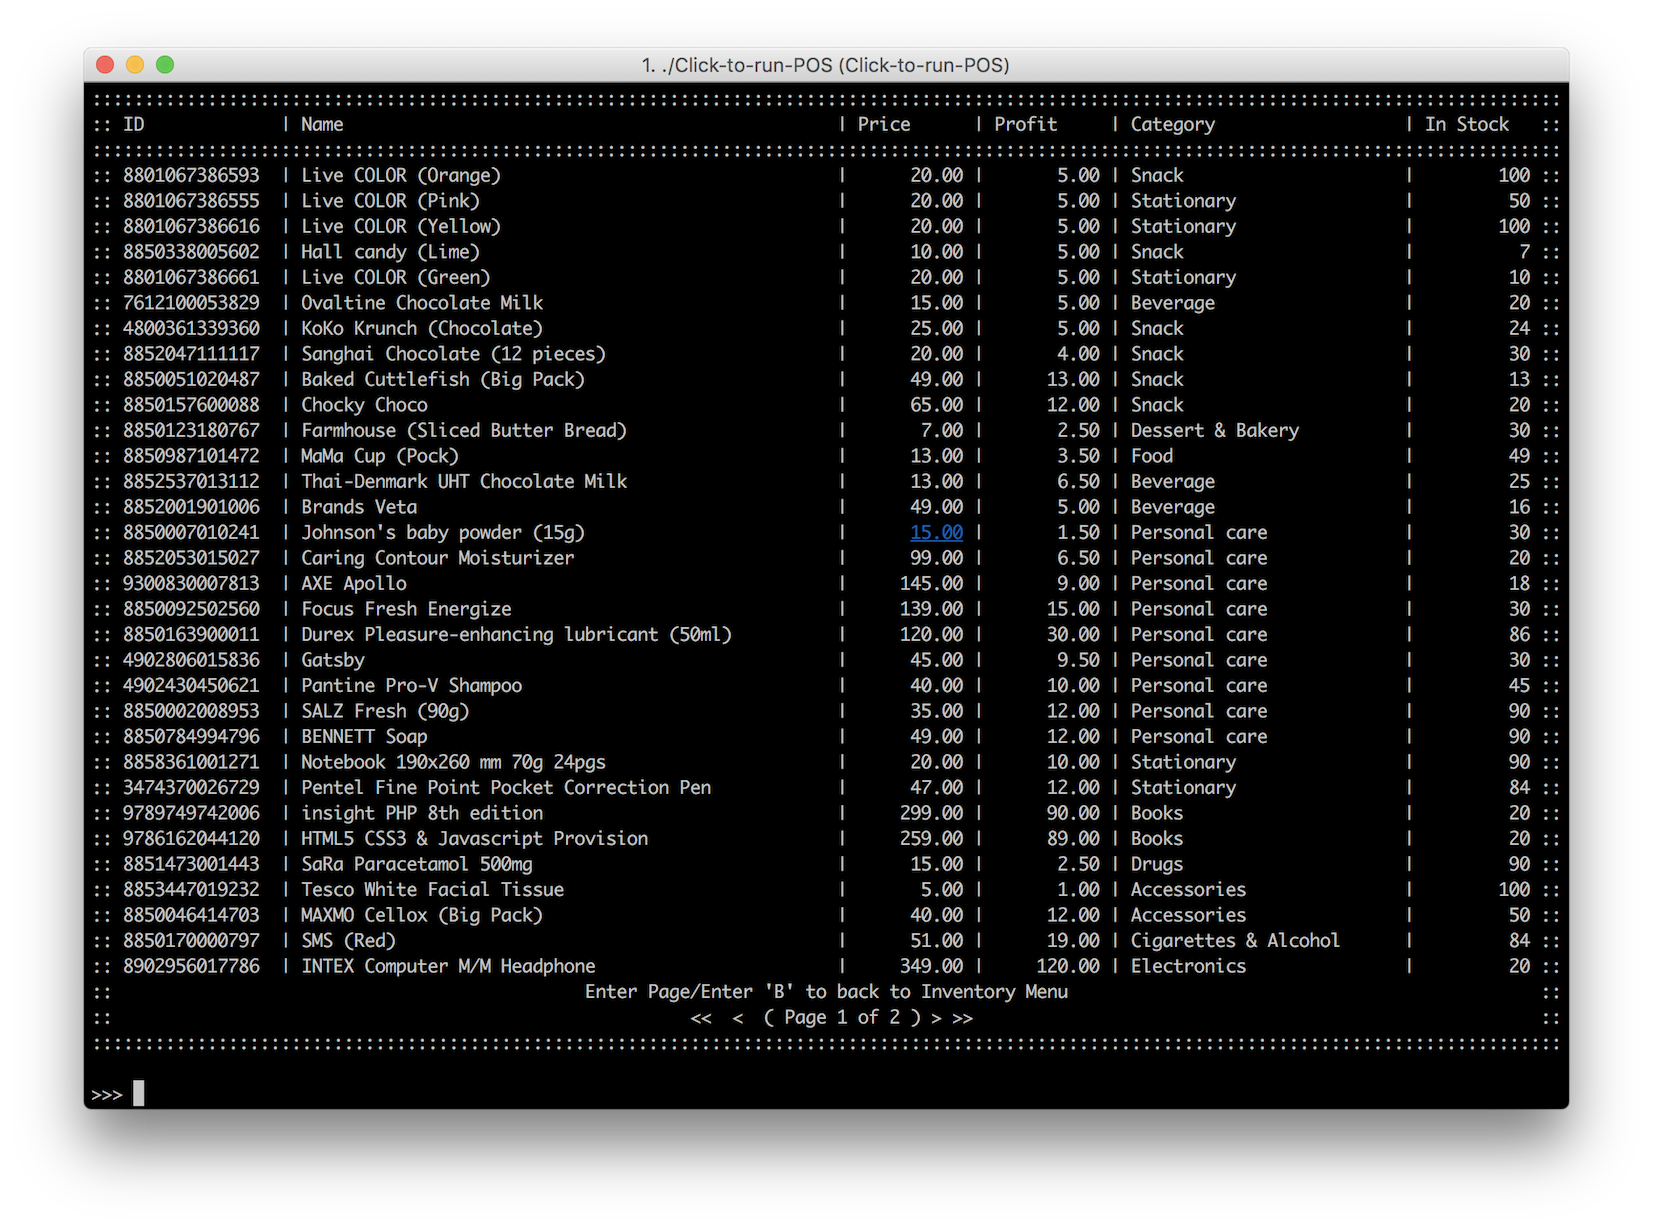 1. ./Click-to-run-POS (Click-to-run-POS)
:: ID | Name | Price | Profit | Category | In Stock ::
:: 8801067386593 | Live COLOR (Orange) | 20.00 | 5.00 | Snack | 100 ::
:: 8801067386555 | Live COLOR (Pink) | 20.00 | 5.00 | Stationary | 50 ::
:: 8801067386616 | Live COLOR (Yellow) | 20.00 | 5.00 | Stationary | 100 ::
:: 8850338005602 | Hall candy (Lime) | 10.00 | 5.00 | Snack | 7 ::
:: 8801067386661 | Live COLOR (Green) | 20.00 | 5.00 | Stationary | 10 ::
:: 7612100053829 | Ovaltine Chocolate Milk | 15.00 | 5.00 | Beverage | 20 ::
:: 4800361339360 | KoKo Krunch (Chocolate) | 25.00 | 5.00 | Snack | 24 ::
:: 8852047111117 | Sanghai Chocolate (12 pieces) | 20.00 | 4.00 | Snack | 30 ::
:: 8850051020487 | Baked Cuttlefish (Big Pack) | 49.00 | 13.00 | Snack | 13 ::
:: 8850157600088 | Chocky Choco | 65.00 | 12.00 | Snack | 20 ::
:: 8850123180767 | Farmhouse (Sliced Butter Bread) | 7.00 | 2.50 | Dessert & Bakery | 30 ::
:: 8850987101472 | MaMa Cup (Pock) | 13.00 | 3.50 | Food | 49 ::
:: 8852537013112 | Thai-Denmark UHT Chocolate Milk | 13.00 | 6.50 | Beverage | 25 ::
:: 8852001901006 | Brands Veta | 49.00 | 5.00 | Beverage | 16 ::
:: 8850007010241 | Johnson's baby powder (15g) | 15.00 | 1.50 | Personal care | 30 ::
:: 8852053015027 | Caring Contour Moisturizer | 99.00 | 6.50 | Personal care | 20 ::
:: 9300830007813 | AXE Apollo | 145.00 | 9.00 | Personal care | 18 ::
:: 8850092502560 | Focus Fresh Energize | 139.00 | 15.00 | Personal care | 30 ::
:: 8850163900011 | Durex Pleasure-enhancing lubricant (50ml) | 120.00 | 30.00 | Personal care | 86 ::
:: 4902806015836 | Gatsby | 45.00 | 9.50 | Personal care | 30 ::
:: 4902430450621 | Pantine Pro-V Shampoo | 40.00 | 10.00 | Personal care | 45 ::
:: 8850002008953 | SALZ Fresh (90g) | 35.00 | 12.00 | Personal care | 90 ::
:: 8850784994796 | BENNETT Soap | 49.00 | 12.00 | Personal care | 90 ::
:: 8858361001271 | Notebook 190x260 mm 70g 24pgs | 20.00 | 10.00 | Stationary | 90 ::
:: 3474370026729 | Pentel Fine Point Pocket Correction Pen | 47.00 | 12.00 | Stationary | 84 ::
:: 9789749742006 | insight PHP 8th edition | 299.00 | 90.00 | Books | 20 ::
:: 9786162044120 | HTML5 CSS3 & Javascript Provision | 259.00 | 89.00 | Books | 20 ::
:: 8851473001443 | SaRa Paracetamol 500mg | 15.00 | 2.50 | Drugs | 90 ::
:: 8853447019232 | Tesco White Facial Tissue | 5.00 | 1.00 | Accessories | 100 ::
:: 8850046414703 | MAXMO Cellox (Big Pack) | 40.00 | 12.00 | Accessories | 50 ::
:: 8850170000797 | SMS (Red) | 51.00 | 19.00 | Cigarettes & Alcohol | 84 ::
:: 8902956017786 | INTEX Computer M/M Headphone | 349.00 | 120.00 | Electronics | 20 ::
:: Enter Page/Enter 'B' to back to Inventory Menu ::
:: << < ( Page 1 of 2 ) > >> ::
>>>